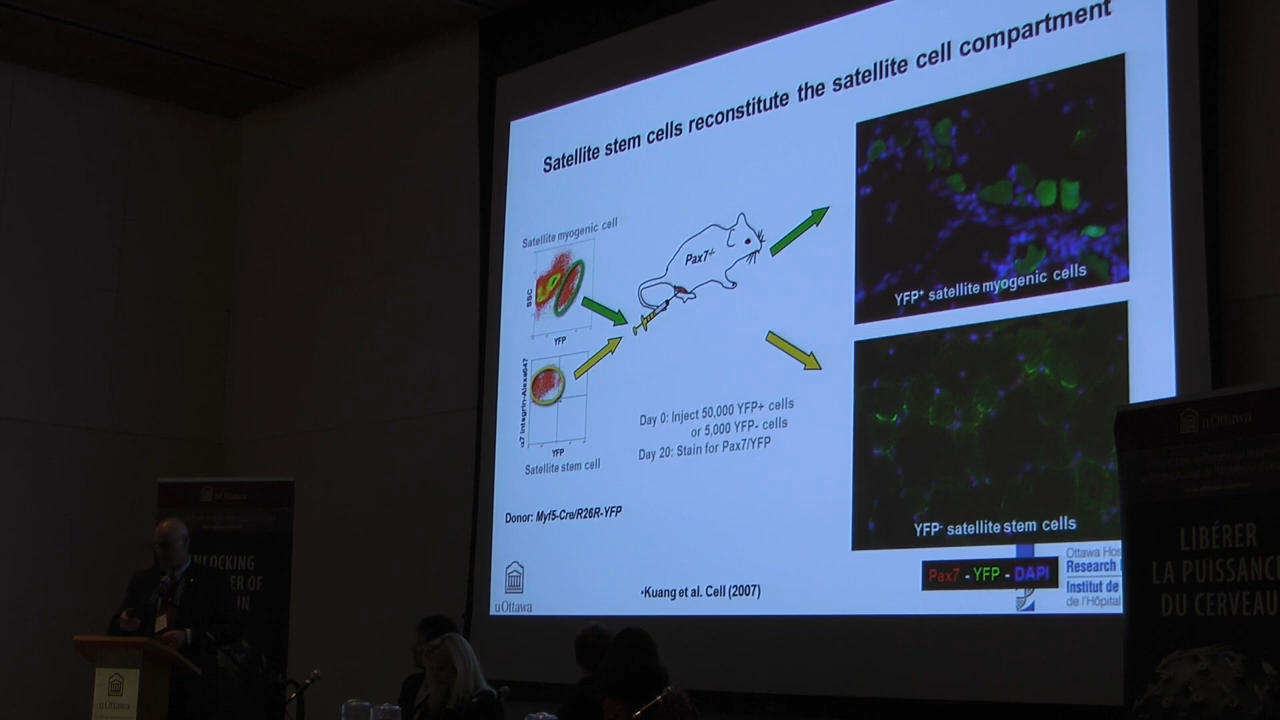 Satellite stem cells reconstitute the satellite cell compartment
Satellite myogenic cell
SSC
YFP
α7 integrin-Alexa647
YFP
Satellite stem cell
Pax7-/-
Day 0: Inject 50,000 YFP+ cells
or 5,000 YFP- cells
Day 20: Stain for Pax7/YFP
YFP+ satellite myogenic cells
YFP- satellite stem cells
Donor: Myf5-Cre/R26R-YFP
uOttawa
•Kuang et al. Cell (2007)
Pax7 - YFP - DAPI
Ottawa Hos
Research
Institut de
de l'Hôpital
uOttawa
LIBÉRER
LA PUISSANC
DU CERVEAU
uOttawa
NLOCKING
ER OF
IN
uOttawa